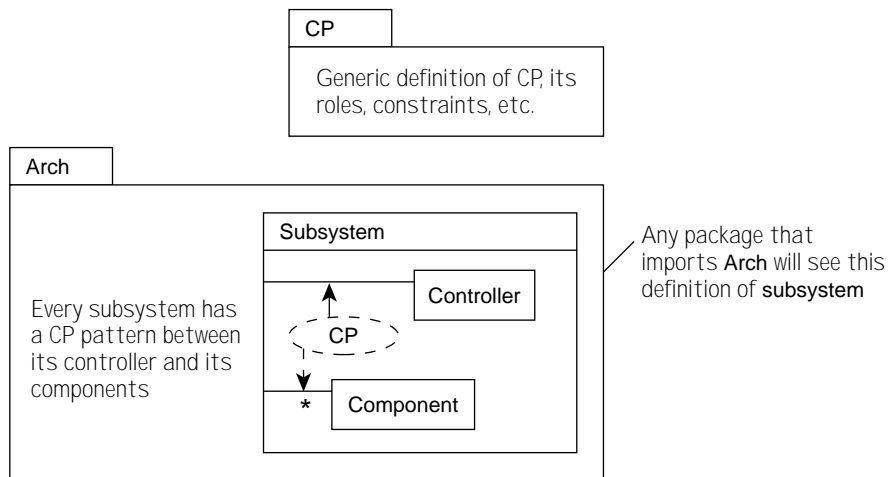 CP
Generic definition of CP, its
roles, constraints, etc.
Arch
Subsystem
Any package that
imports Arch will see this
definition of subsystem
Controller
Every subsystem has
a CP pattern between
its controller and its
components
CP
*
Component